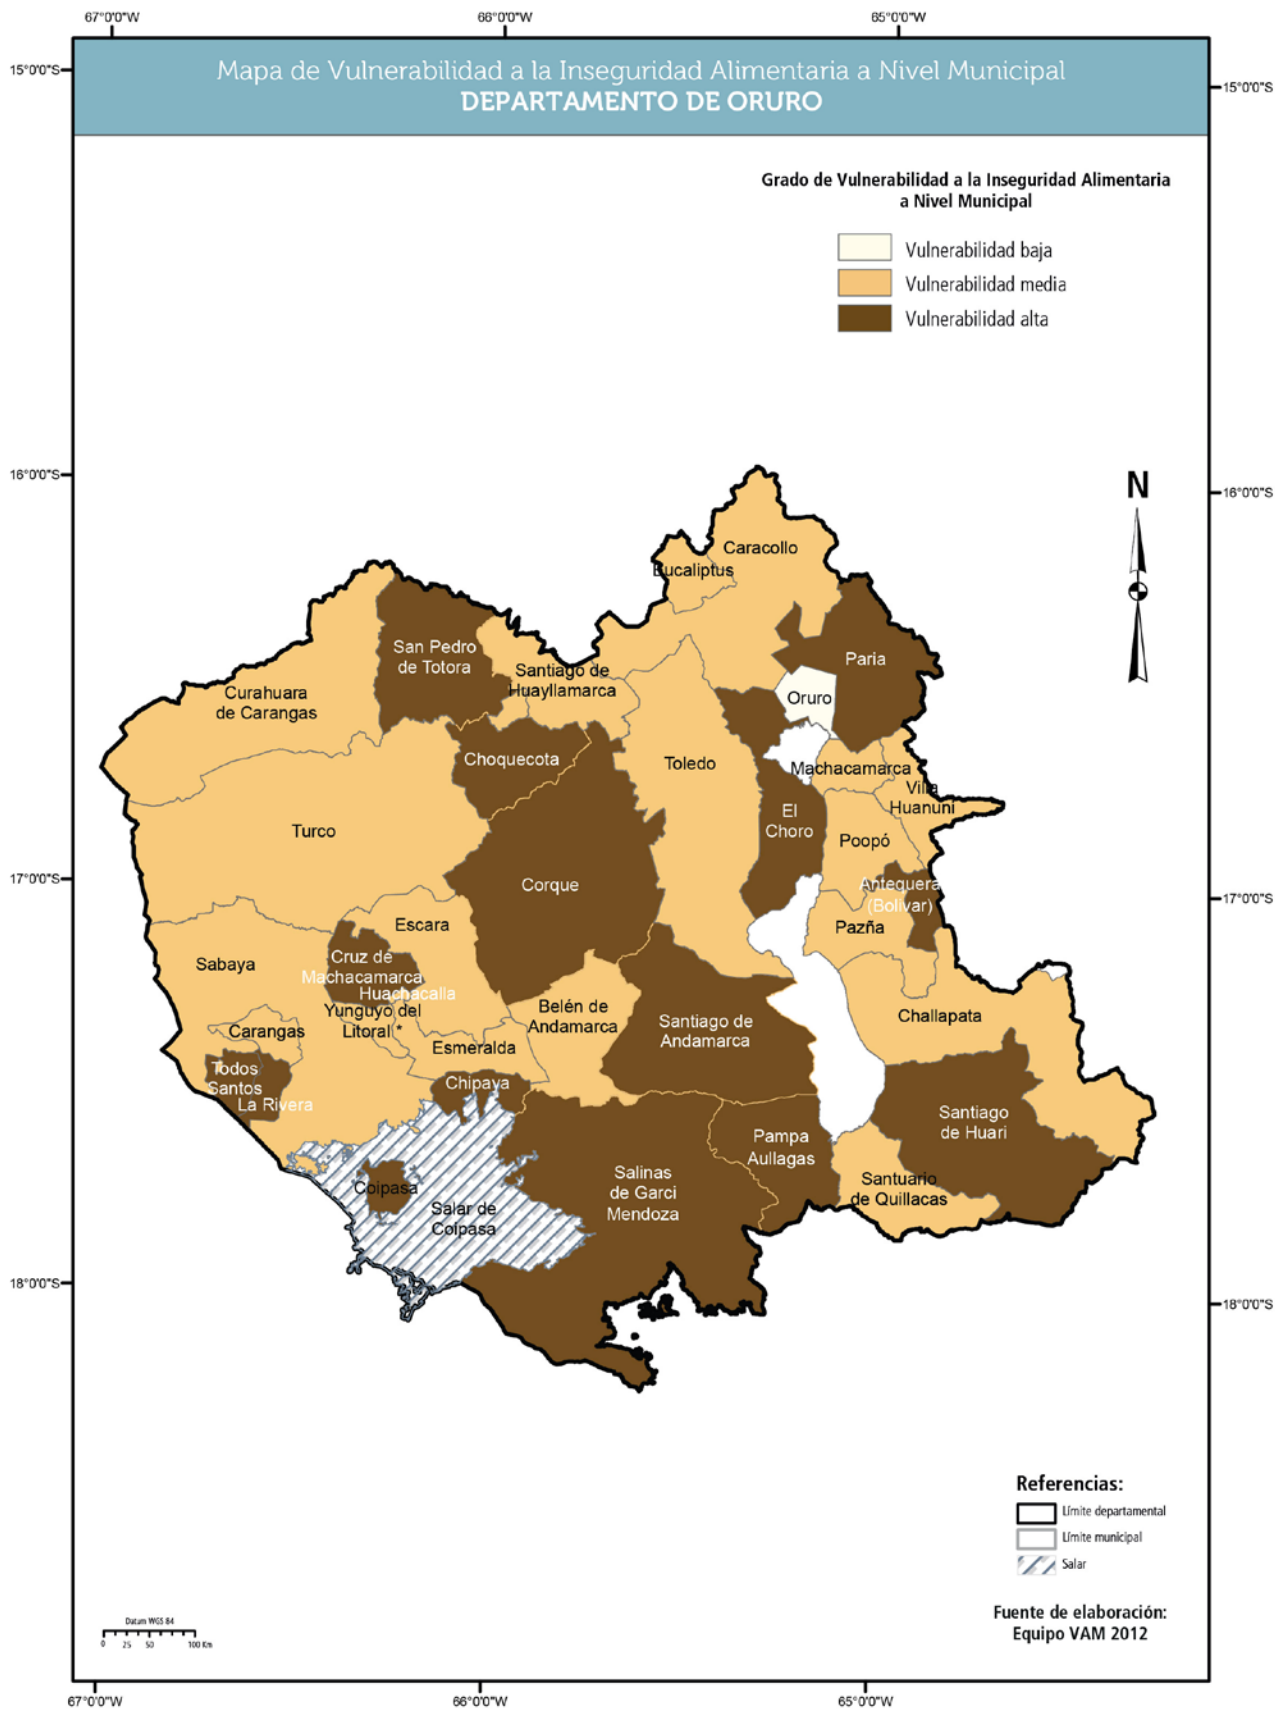 67°0'0"W
66°0'0"W
65°0'0"W
15°0'0"S
15°0'0"S
Mapa de Vulnerabilidad a la Inseguridad Alimentaria a Nivel Municipal
DEPARTAMENTO DE ORURO
Grado de Vulnerabilidad a la Inseguridad Alimentaria
a Nivel Municipal
Vulnerabilidad baja
Vulnerabilidad media
Vulnerabilidad alta
16°0'0"S
16°0'0"S
N
Caracollo
Eucaliptus
San Pedro
de Totora
Paria
Santiago de
Huayllamarca
Curahuara
de Carangas
Oruro
Choquecota
Toledo
Machacamarca
Villa
Huanuni
El
Choro
Turco
Poopó
17°0'0"S
17°0'0"S
Corque
Antequera
(Bolivar)
Escara
Pazña
Cruz de
Machacamarca
Sabaya
Huachacalla
Yunguyo del
Litoral *
Belén de
Andamarca
Santiago de
Andamarca
Challapata
Carangas
Esmeralda
Todos
Santos
La Rivera
Chipaya
Santiago
de Huari
Pampa
Aullagas
Salinas
de Garci
Mendoza
Santuario
de Quillacas
Coipasa
Salar de
Coipasa
18°0'0"S
18°0'0"S
Referencias:
Límite departamental
Límite municipal
Salar
Fuente de elaboración:
Equipo VAM 2012
Datum WGS 84
0 25 50 100 Km
67°0'0"W
66°0'0"W
65°0'0"W